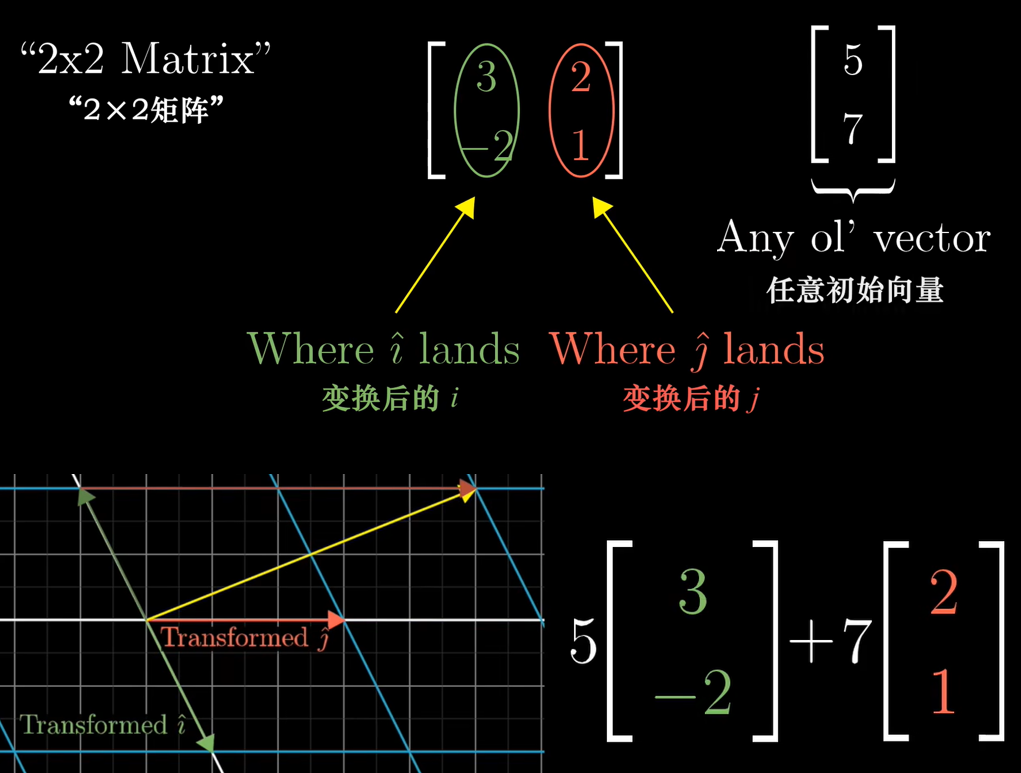 “2x2 Matrix”
“2×2矩阵”
[3 2
-2 1]
[5
7]
Any ol’ vector
任意初始向量
Where î lands
变换后的 i
Where ĵ lands
变换后的 j
Transformed ĵ
Transformed î
5[3
-2] + 7[2
1]